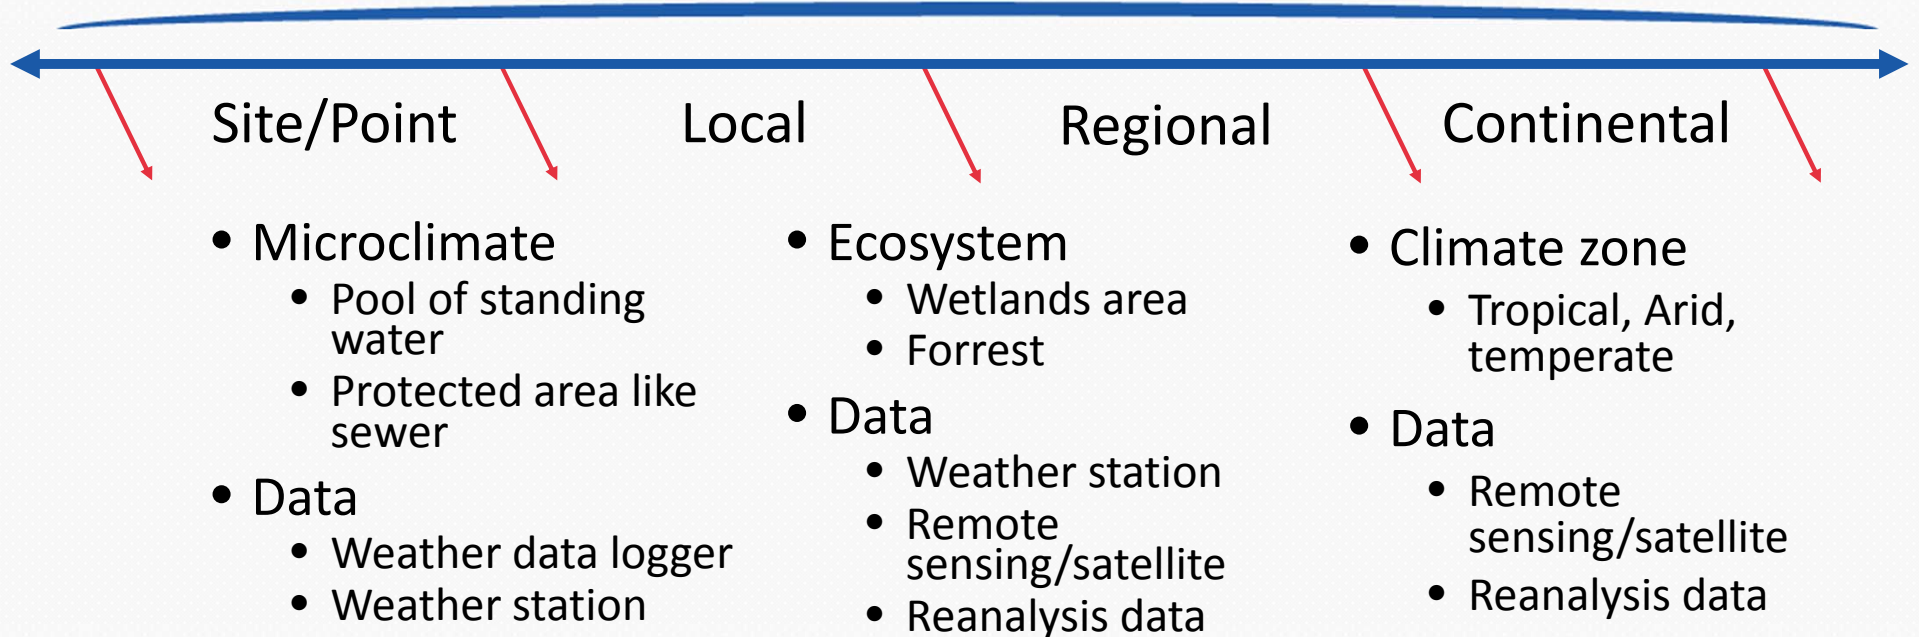 Site/Point
Local
Regional
Continental
• Microclimate
• Pool of standing
water
• Protected area like
sewer
• Data
• Weather data logger
• Weather station
• Ecosystem
• Wetlands area
• Forrest
• Data
• Weather station
• Remote
sensing/satellite
• Reanalysis data
• Climate zone
• Tropical, Arid,
temperate
• Data
• Remote
sensing/satellite
• Reanalysis data